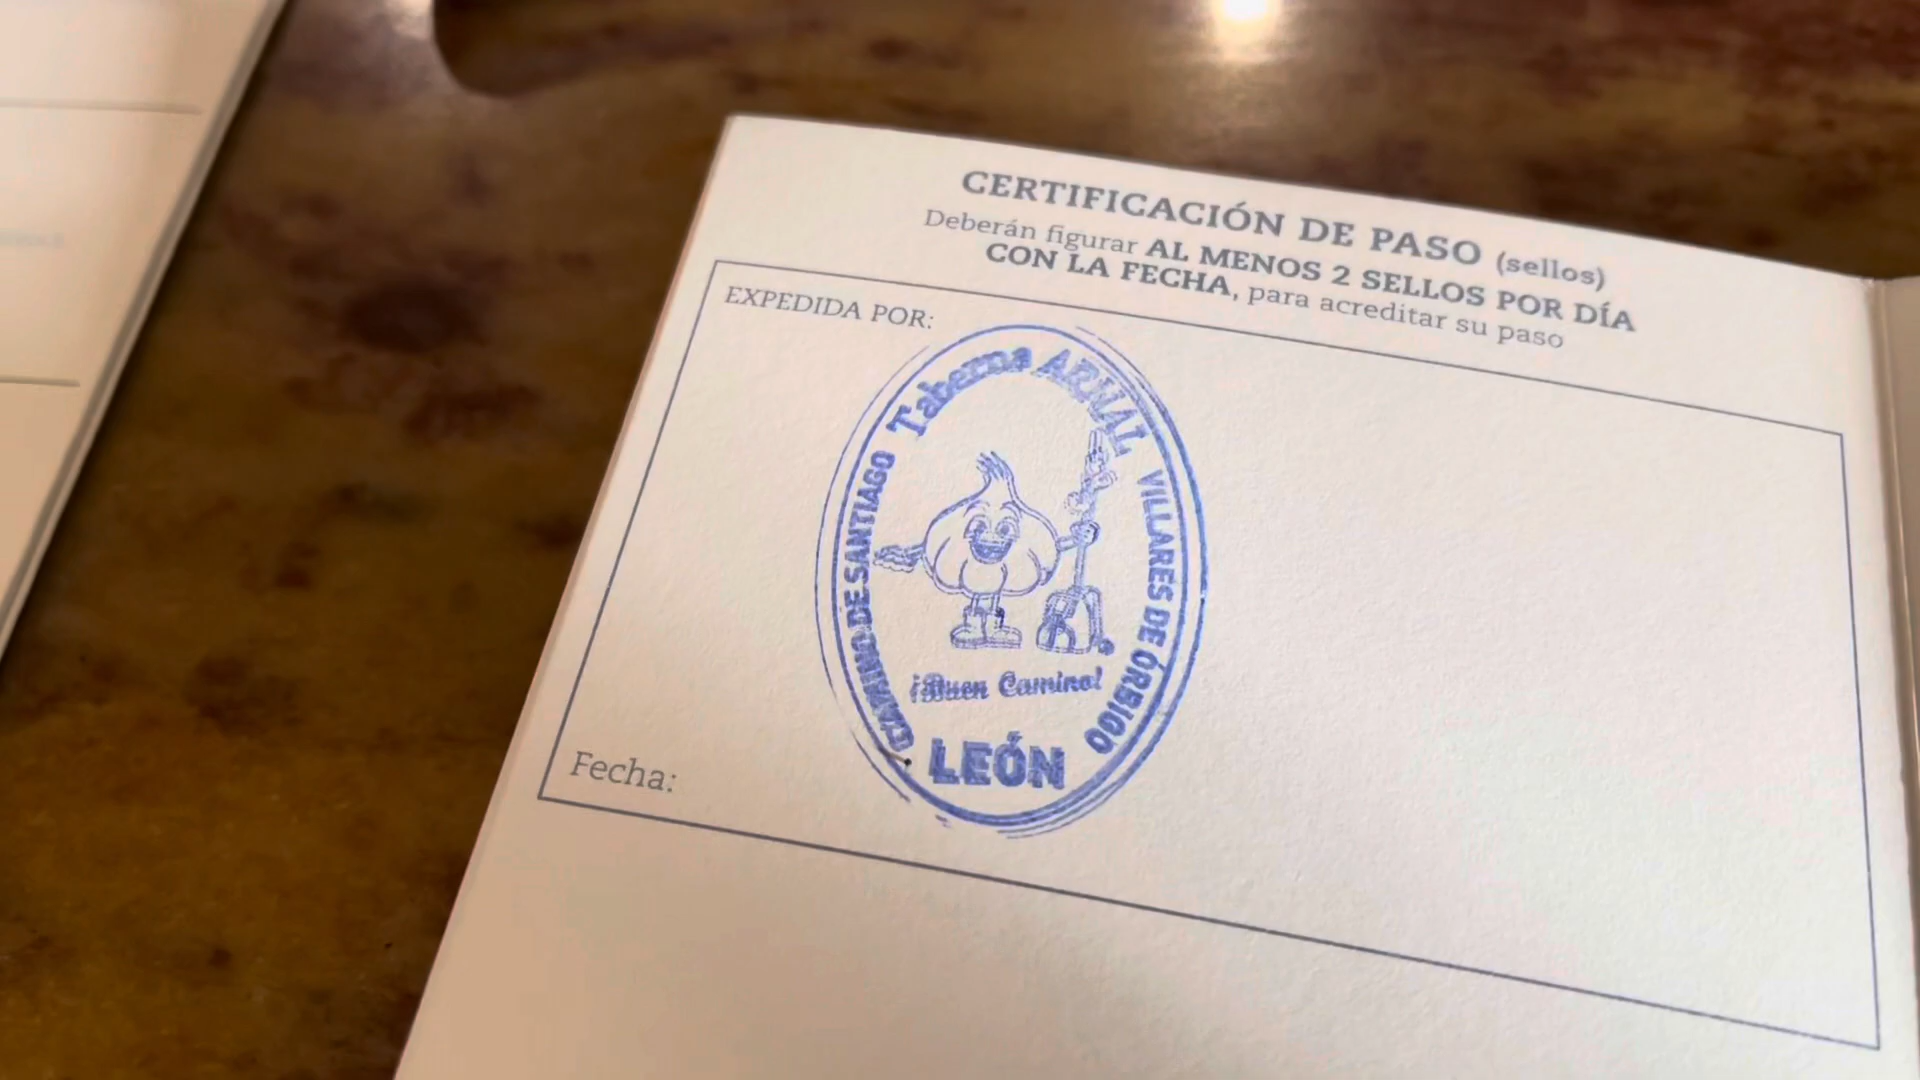 CERTIFICACIÓN DE PASO (sellos)
Deberán figurar AL MENOS 2 SELLOS POR DÍA
CON LA FECHA, para acreditar su paso
EXPEDIDA POR:
Taberna ARNAL
CAMINO DE SANTIAGO
VILLARES DE ÓRBIGO
¡Buen Camino!
LEÓN
Fecha: